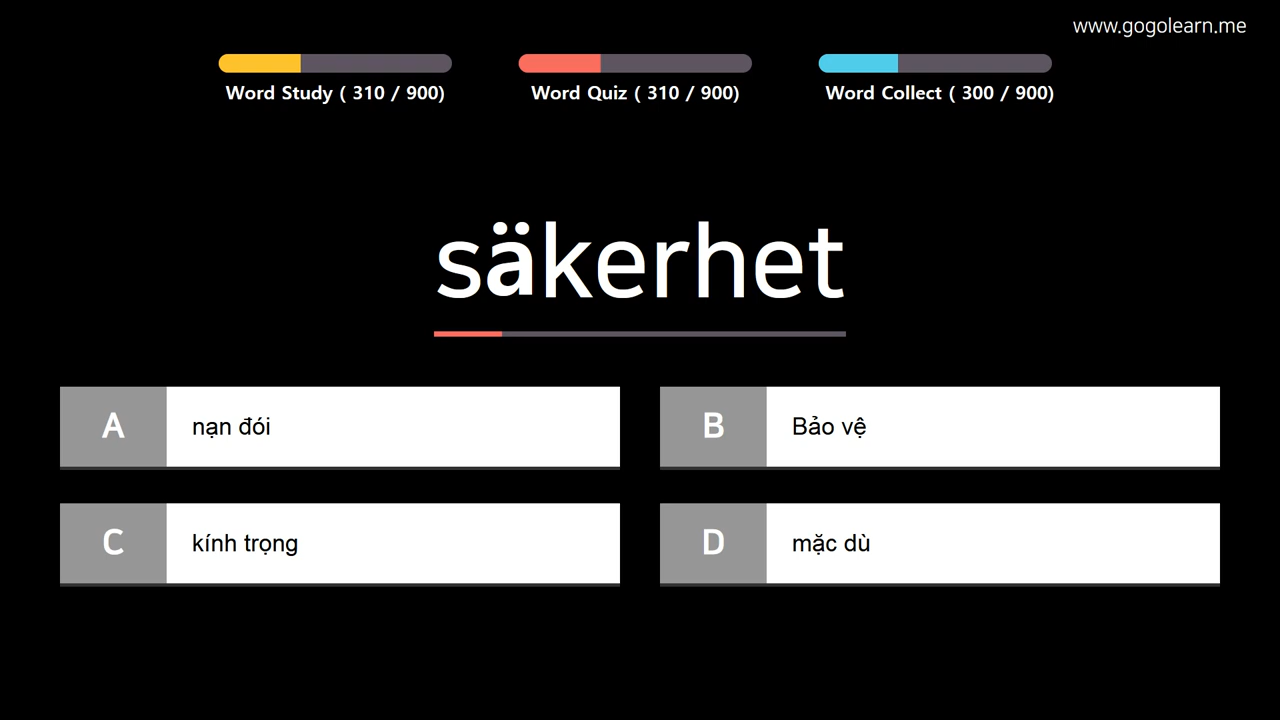 www.gogolearn.me
Word Study ( 310 / 900)
Word Quiz ( 310 / 900)
Word Collect ( 300 / 900)
säkerhet
A
nạn đói
B
Bảo vệ
C
kính trọng
D
mặc dù